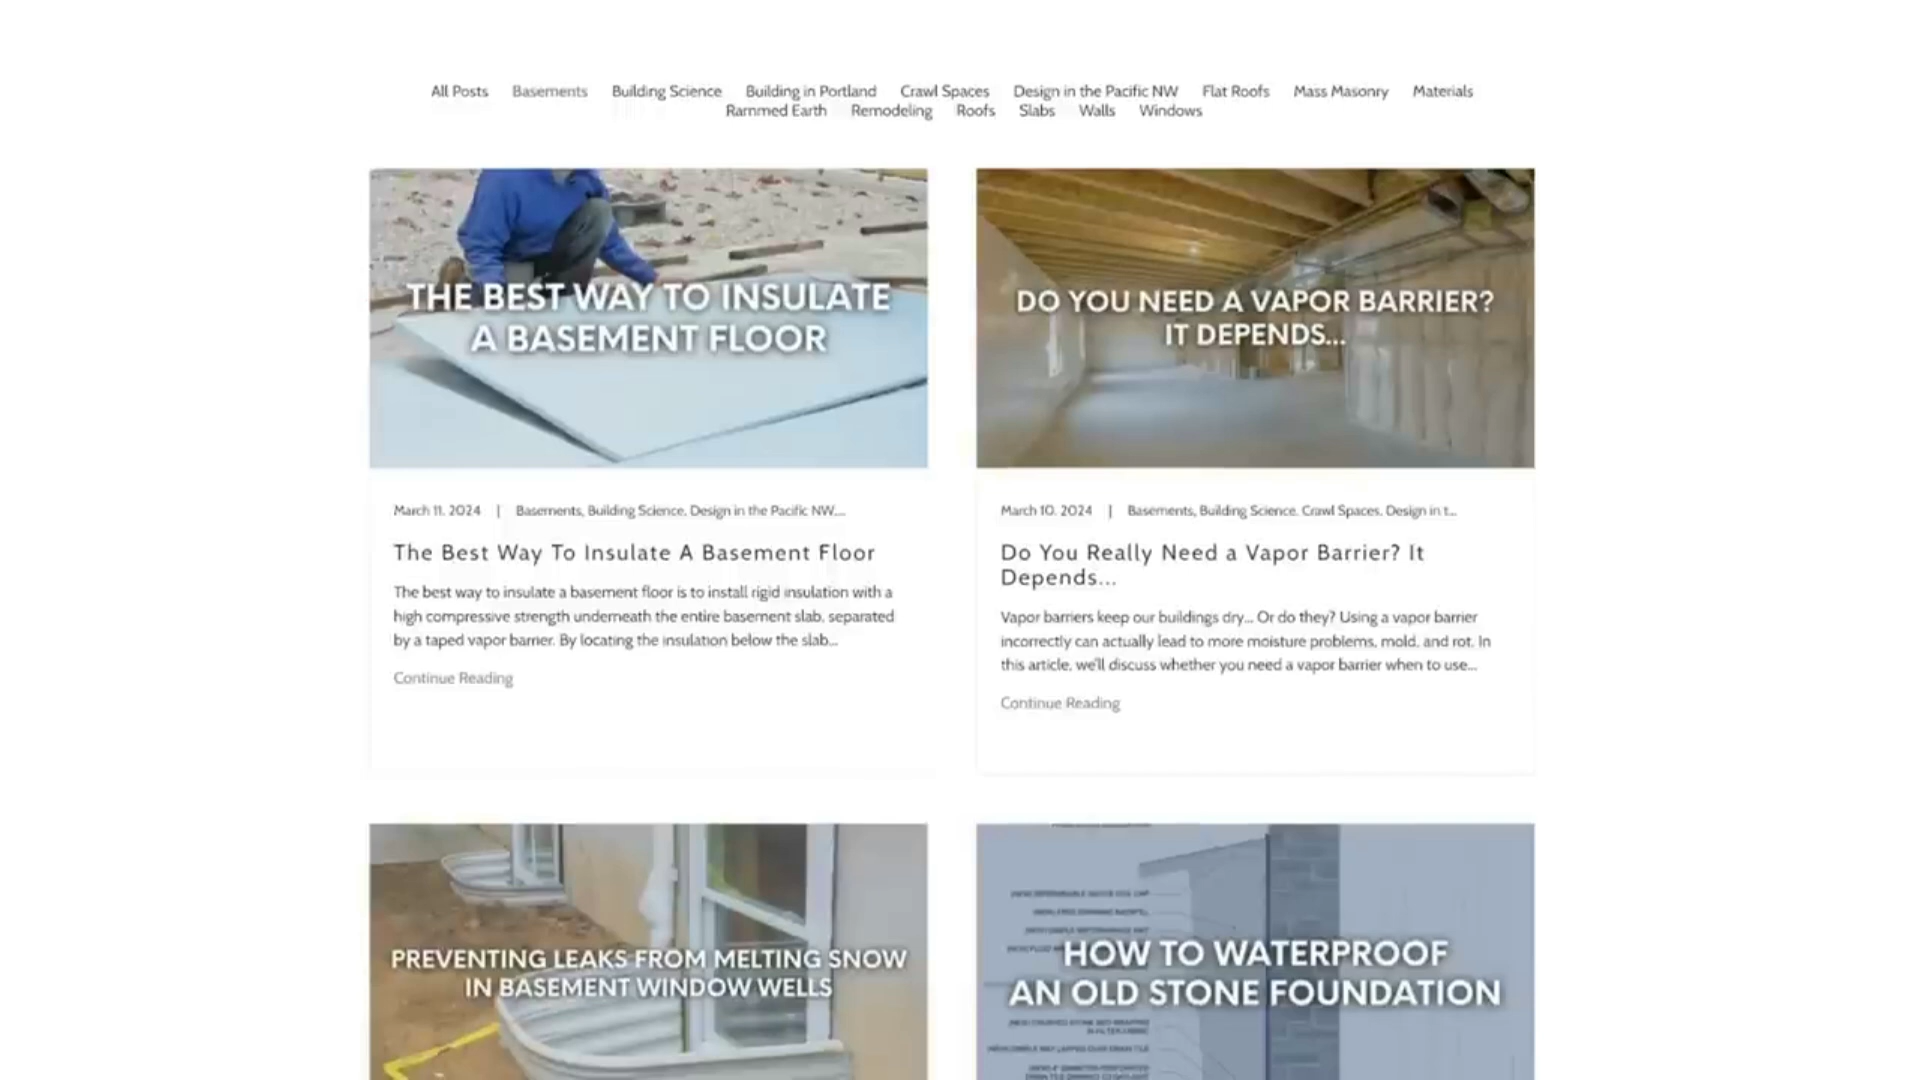 All Posts Basements Building Science Building in Portland Crawl Spaces Design in the Pacific NW Flat Roofs Mass Masonry Materials
Rammed Earth Remodeling Roofs Slabs Walls Windows
THE BEST WAY TO INSULATE
A BASEMENT FLOOR
March 11, 2024 | Basements, Building Science, Design in the Pacific NW,...
The Best Way To Insulate A Basement Floor
The best way to insulate a basement floor is to install rigid insulation with a
high compressive strength underneath the entire basement slab, separated
by a taped vapor barrier. By locating the insulation below the slab...
Continue Reading
DO YOU NEED A VAPOR BARRIER?
IT DEPENDS...
March 10, 2024 | Basements, Building Science, Crawl Spaces, Design in t...
Do You Really Need a Vapor Barrier? It
Depends...
Vapor barriers keep our buildings dry... Or do they? Using a vapor barrier
incorrectly can actually lead to more moisture problems, mold, and rot. In
this article, we'll discuss whether you need a vapor barrier when to use...
Continue Reading
PREVENTING LEAKS FROM MELTING SNOW
IN BASEMENT WINDOW WELLS
HOW TO WATERPROOF
AN OLD STONE FOUNDATION